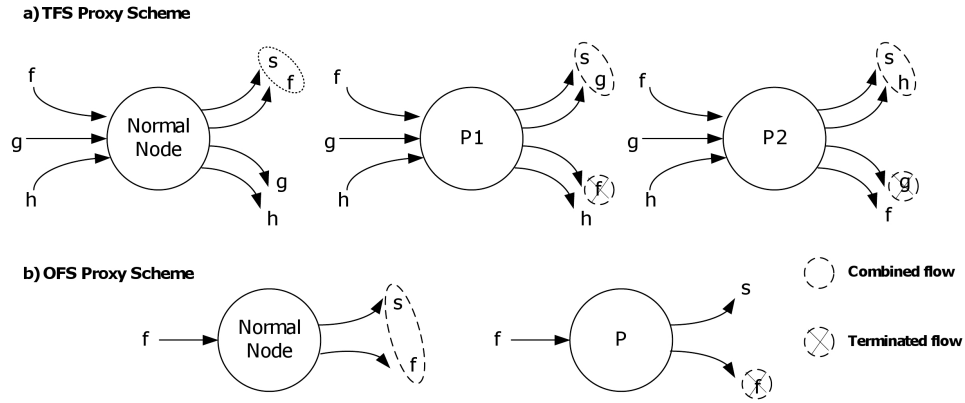 a) TFS Proxy Scheme
f
g
h
Normal
Node
s
f
g
h
f
g
h
P1
s
g
f
h
f
g
h
P2
s
h
g
f
b) OFS Proxy Scheme
f
Normal
Node
s
f
f
P
s
f
Combined flow
Terminated flow